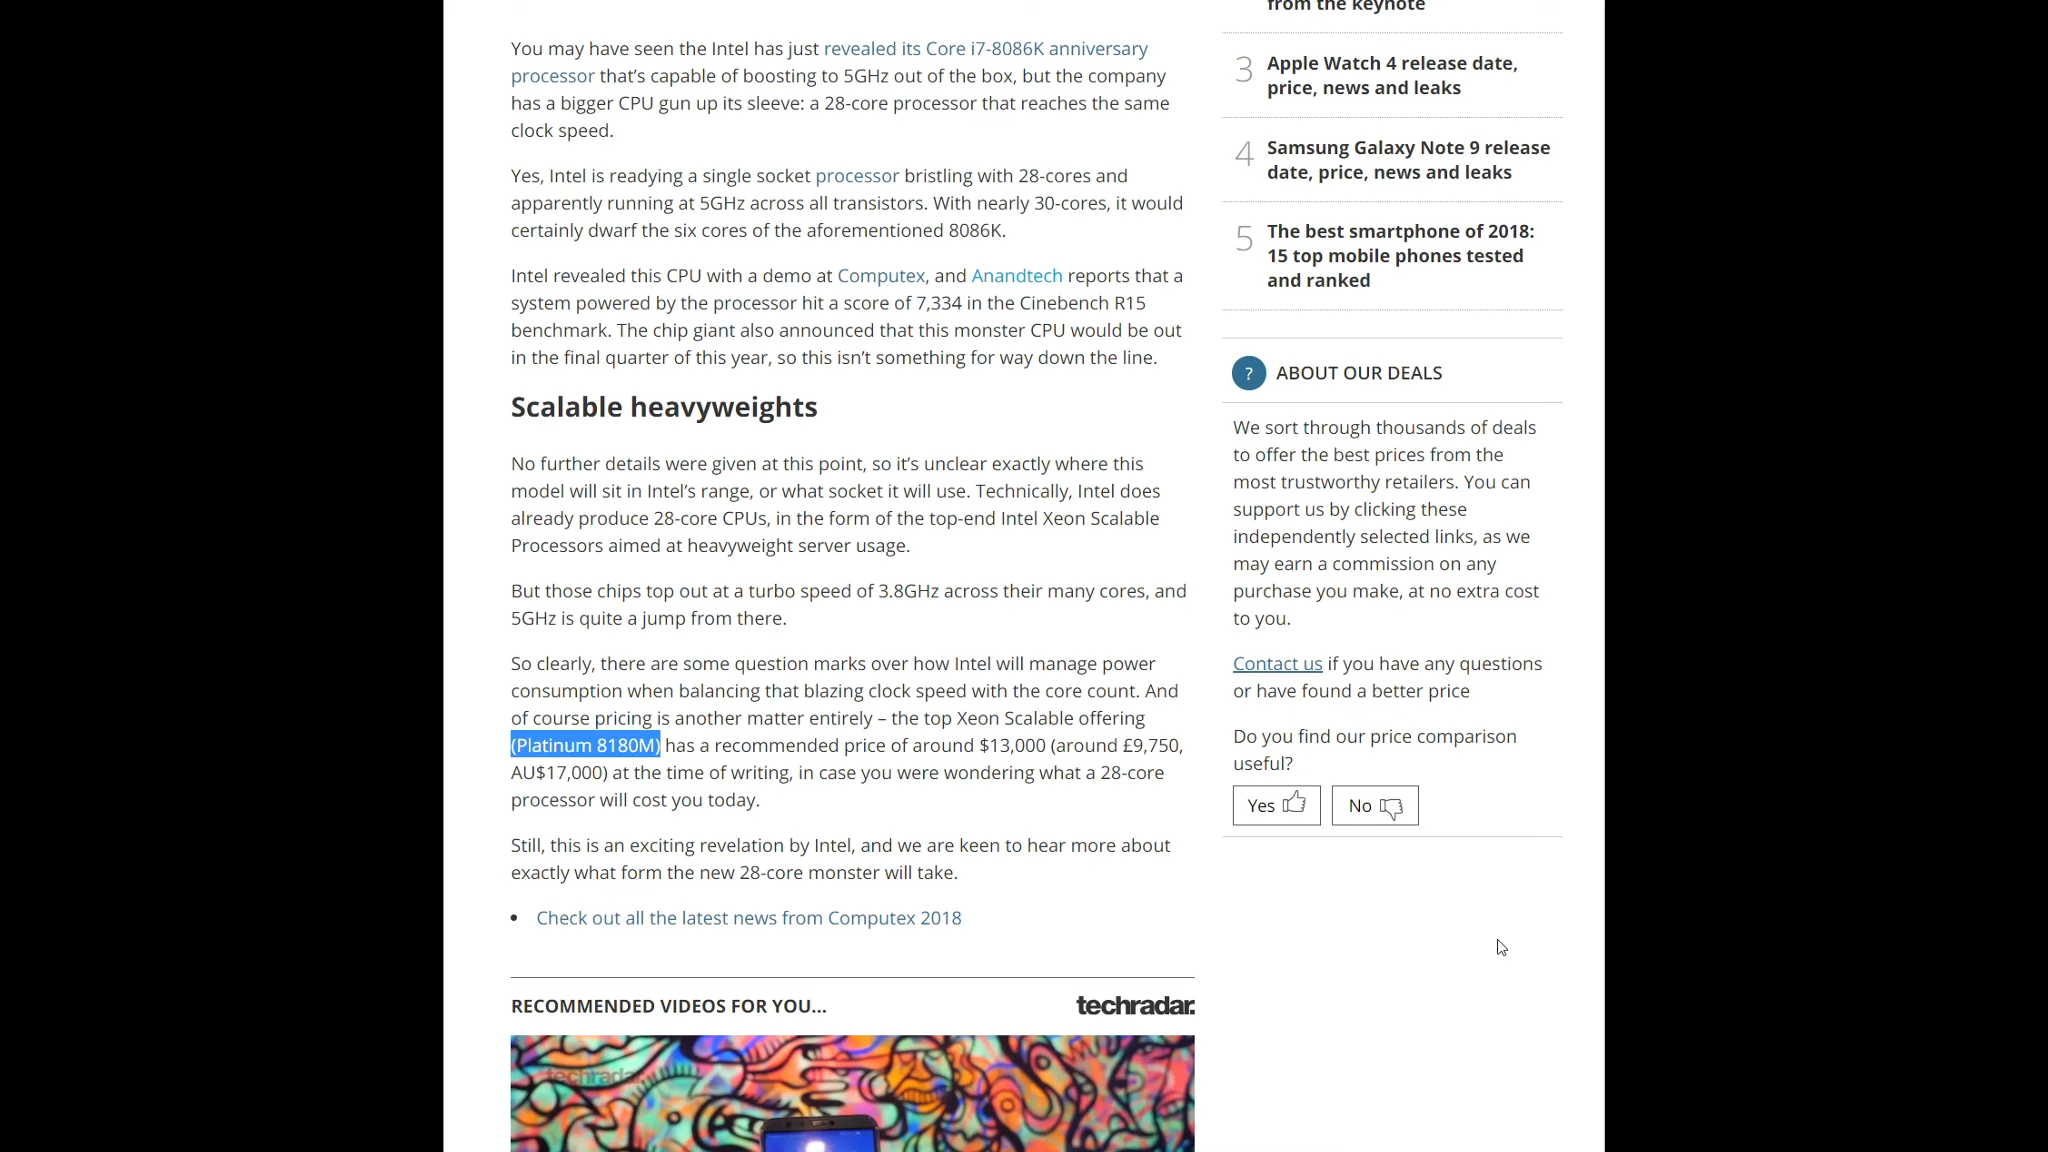 from the keynote
You may have seen the Intel has just revealed its Core i7-8086K anniversary
processor that’s capable of boosting to 5GHz out of the box, but the company
has a bigger CPU gun up its sleeve: a 28-core processor that reaches the same
clock speed.
Yes, Intel is readying a single socket processor bristling with 28-cores and
apparently running at 5GHz across all transistors. With nearly 30-cores, it would
certainly dwarf the six cores of the aforementioned 8086K.
Intel revealed this CPU with a demo at Computex, and Anandtech reports that a
system powered by the processor hit a score of 7,334 in the Cinebench R15
benchmark. The chip giant also announced that this monster CPU would be out
in the final quarter of this year, so this isn’t something for way down the line.
Scalable heavyweights
No further details were given at this point, so it’s unclear exactly where this
model will sit in Intel’s range, or what socket it will use. Technically, Intel does
already produce 28-core CPUs, in the form of the top-end Intel Xeon Scalable
Processors aimed at heavyweight server usage.
But those chips top out at a turbo speed of 3.8GHz across their many cores, and
5GHz is quite a jump from there.
So clearly, there are some question marks over how Intel will manage power
consumption when balancing that blazing clock speed with the core count. And
of course pricing is another matter entirely – the top Xeon Scalable offering
(Platinum 8180M) has a recommended price of around $13,000 (around £9,750,
AU$17,000) at the time of writing, in case you were wondering what a 28-core
processor will cost you today.
Still, this is an exciting revelation by Intel, and we are keen to hear more about
exactly what form the new 28-core monster will take.
• Check out all the latest news from Computex 2018
RECOMMENDED VIDEOS FOR YOU...
techradar.
techradar
3 Apple Watch 4 release date,
price, news and leaks
4 Samsung Galaxy Note 9 release
date, price, news and leaks
5 The best smartphone of 2018:
15 top mobile phones tested
and ranked
? ABOUT OUR DEALS
We sort through thousands of deals
to offer the best prices from the
most trustworthy retailers. You can
support us by clicking these
independently selected links, as we
may earn a commission on any
purchase you make, at no extra cost
to you.
Contact us if you have any questions
or have found a better price
Do you find our price comparison
useful?
Yes
No